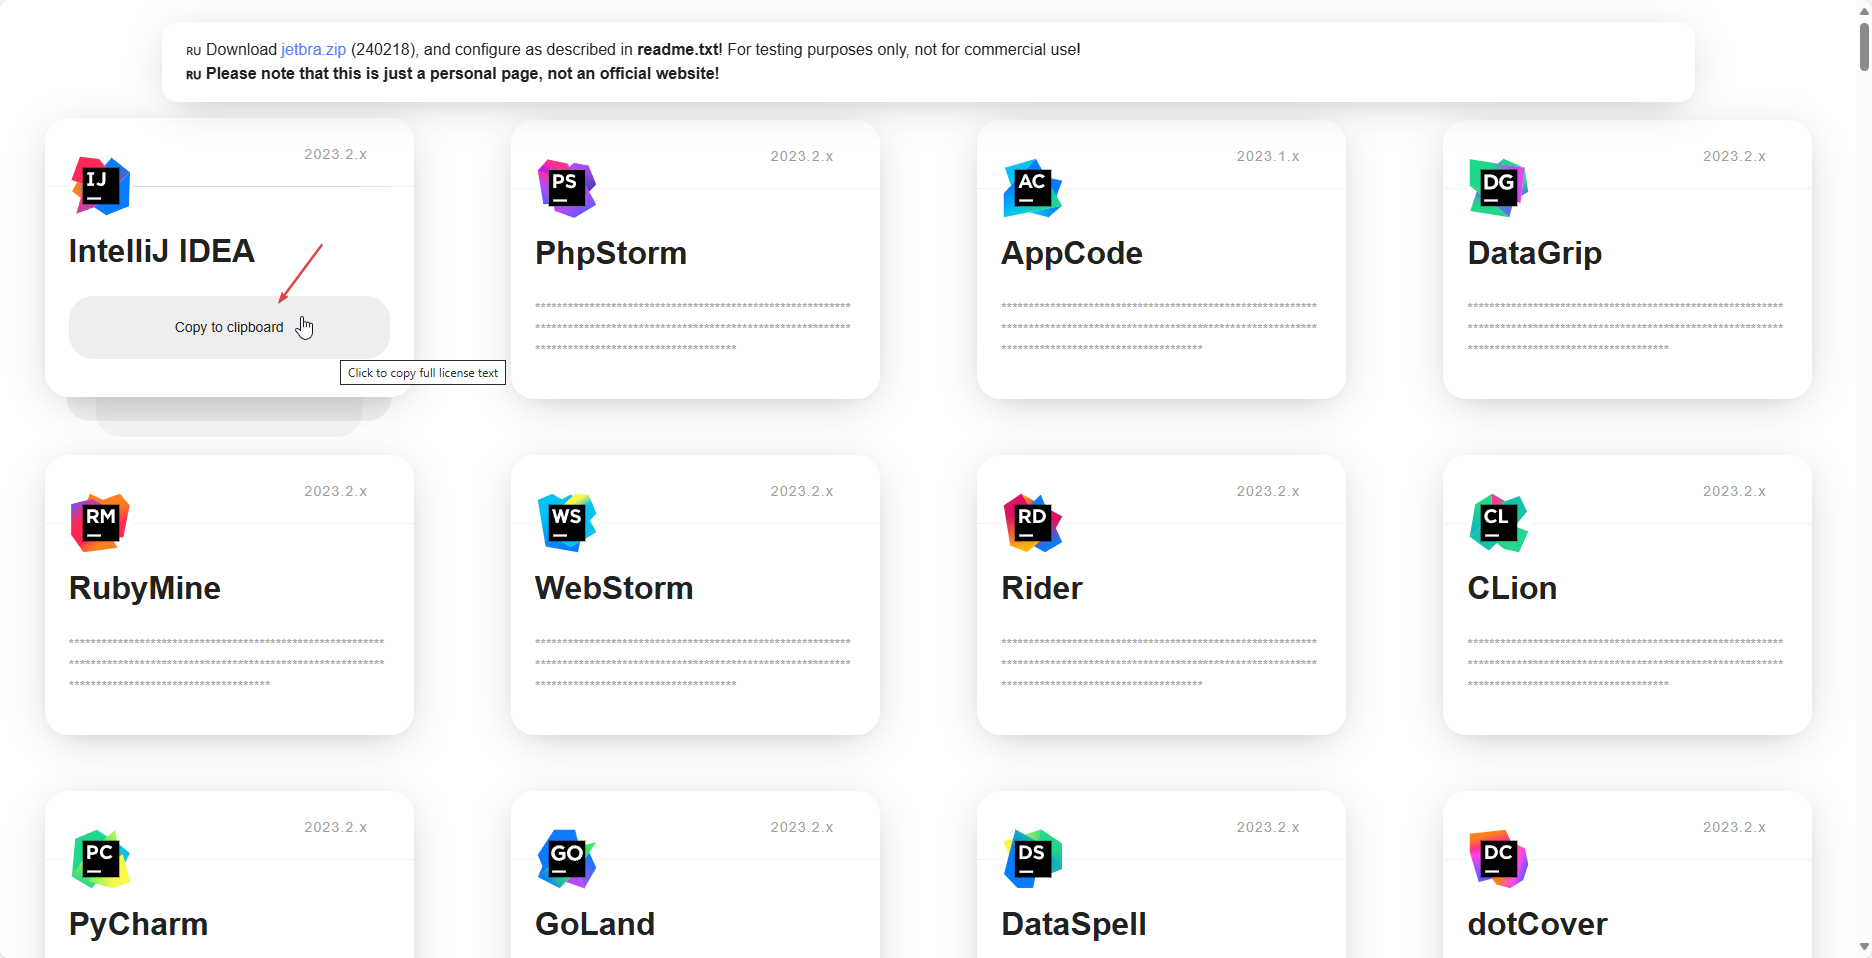 RU Download jetbra.zip (240218), and configure as described in readme.txt! For testing purposes only, not for commercial use!
RU Please note that this is just a personal page, not an official website!
2023.2.x
IJ
IntelliJ IDEA
Copy to clipboard
Click to copy full license text
2023.2.x
PS
PhpStorm
*********************************************************
*********************************************************
************************************
2023.1.x
AC
AppCode
*********************************************************
*********************************************************
************************************
2023.2.x
DG
DataGrip
*********************************************************
*********************************************************
************************************
2023.2.x
RM
RubyMine
*********************************************************
*********************************************************
************************************
2023.2.x
WS
WebStorm
*********************************************************
*********************************************************
************************************
2023.2.x
RD
Rider
*********************************************************
*********************************************************
************************************
2023.2.x
CL
CLion
*********************************************************
*********************************************************
************************************
2023.2.x
PC
PyCharm
2023.2.x
GO
GoLand
2023.2.x
DS
DataSpell
2023.2.x
DC
dotCover